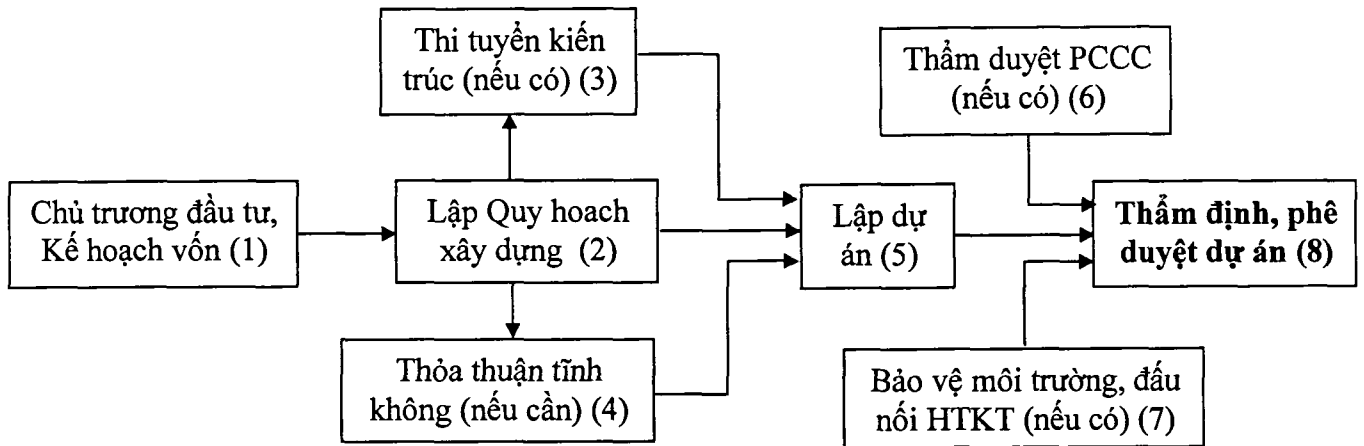 Thi tuyển kiến
trúc (nếu có) (3)
Thẩm duyệt PCCC
(nếu có) (6)
Chủ trương đầu tư,
Kế hoạch vốn (1)
Lập Quy hoach
xây dựng (2)
Lập dự
án (5)
Thẩm định, phê
duyệt dự án (8)
Thỏa thuận tĩnh
không (nếu cần) (4)
Bảo vệ môi trường, đấu
nối HTKT (nếu có) (7)